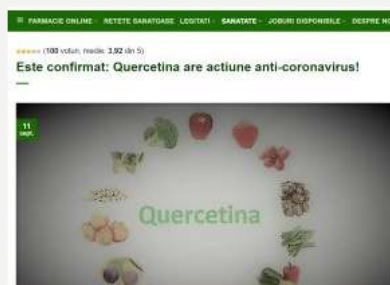 FARMACIE ONLINE RETETE SANATOASE LEGITATI SANATATE JOBURI DISPONIBILE DESPRE
(100 voturi, medie: 3,92 din 5)
Este confirmat: Quercetina are actiune anti-coronavirus!
11
sept.
Quercetina